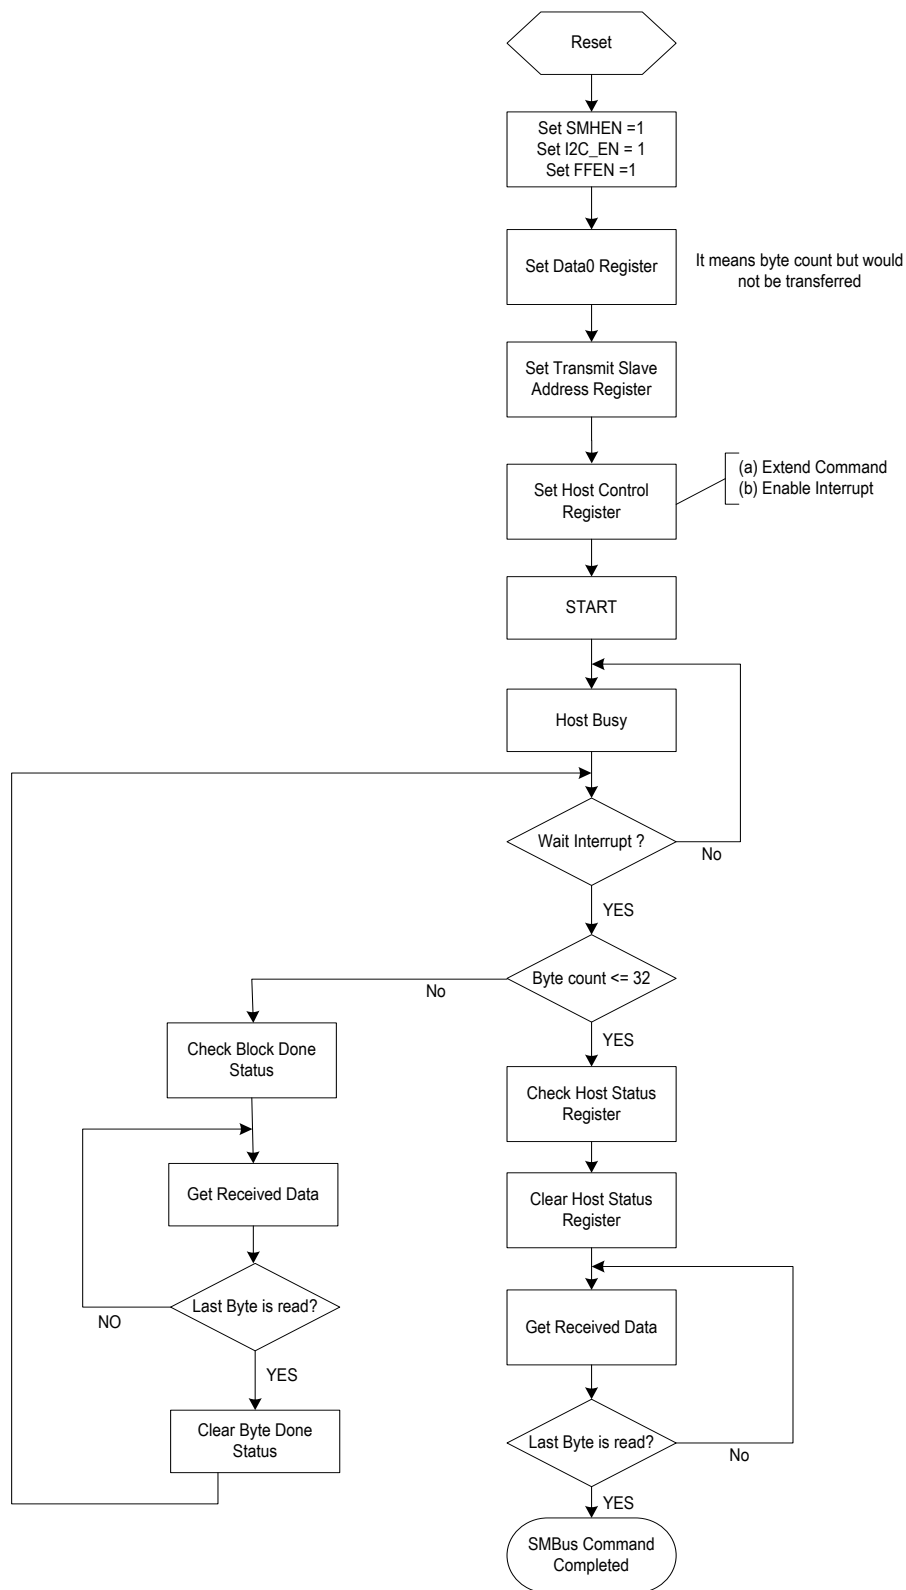 Reset
Set SMHEN =1
Set I2C_EN = 1
Set FFEN =1
Set Data0 Register
It means byte count but would
not be transferred
Set Transmit Slave
Address Register
(a) Extend Command
(b) Enable Interrupt
Set Host Control
Register
START
Host Busy
Wait Interrupt ?
No
YES
Byte count <= 32
No
YES
Check Block Done
Status
Check Host Status
Register
Get Received Data
Clear Host Status
Register
Last Byte is read?
NO
YES
Get Received Data
Clear Byte Done
Status
Last Byte is read?
No
YES
SMBus Command
Completed